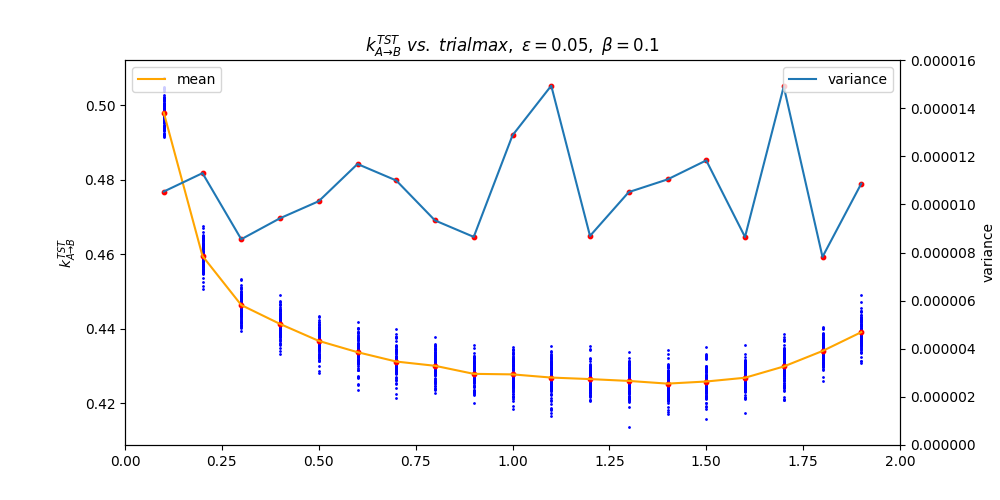 k_{A→B}^{TST} vs. trialmax, ε = 0.05, β = 0.1
mean
variance
0.50
0.48
0.46
0.44
0.42
k_{A→B}^{TST}
0.000016
0.000014
0.000012
0.000010
0.000008
0.000006
0.000004
0.000002
0.000000
variance
0.00 0.25 0.50 0.75 1.00 1.25 1.50 1.75 2.00